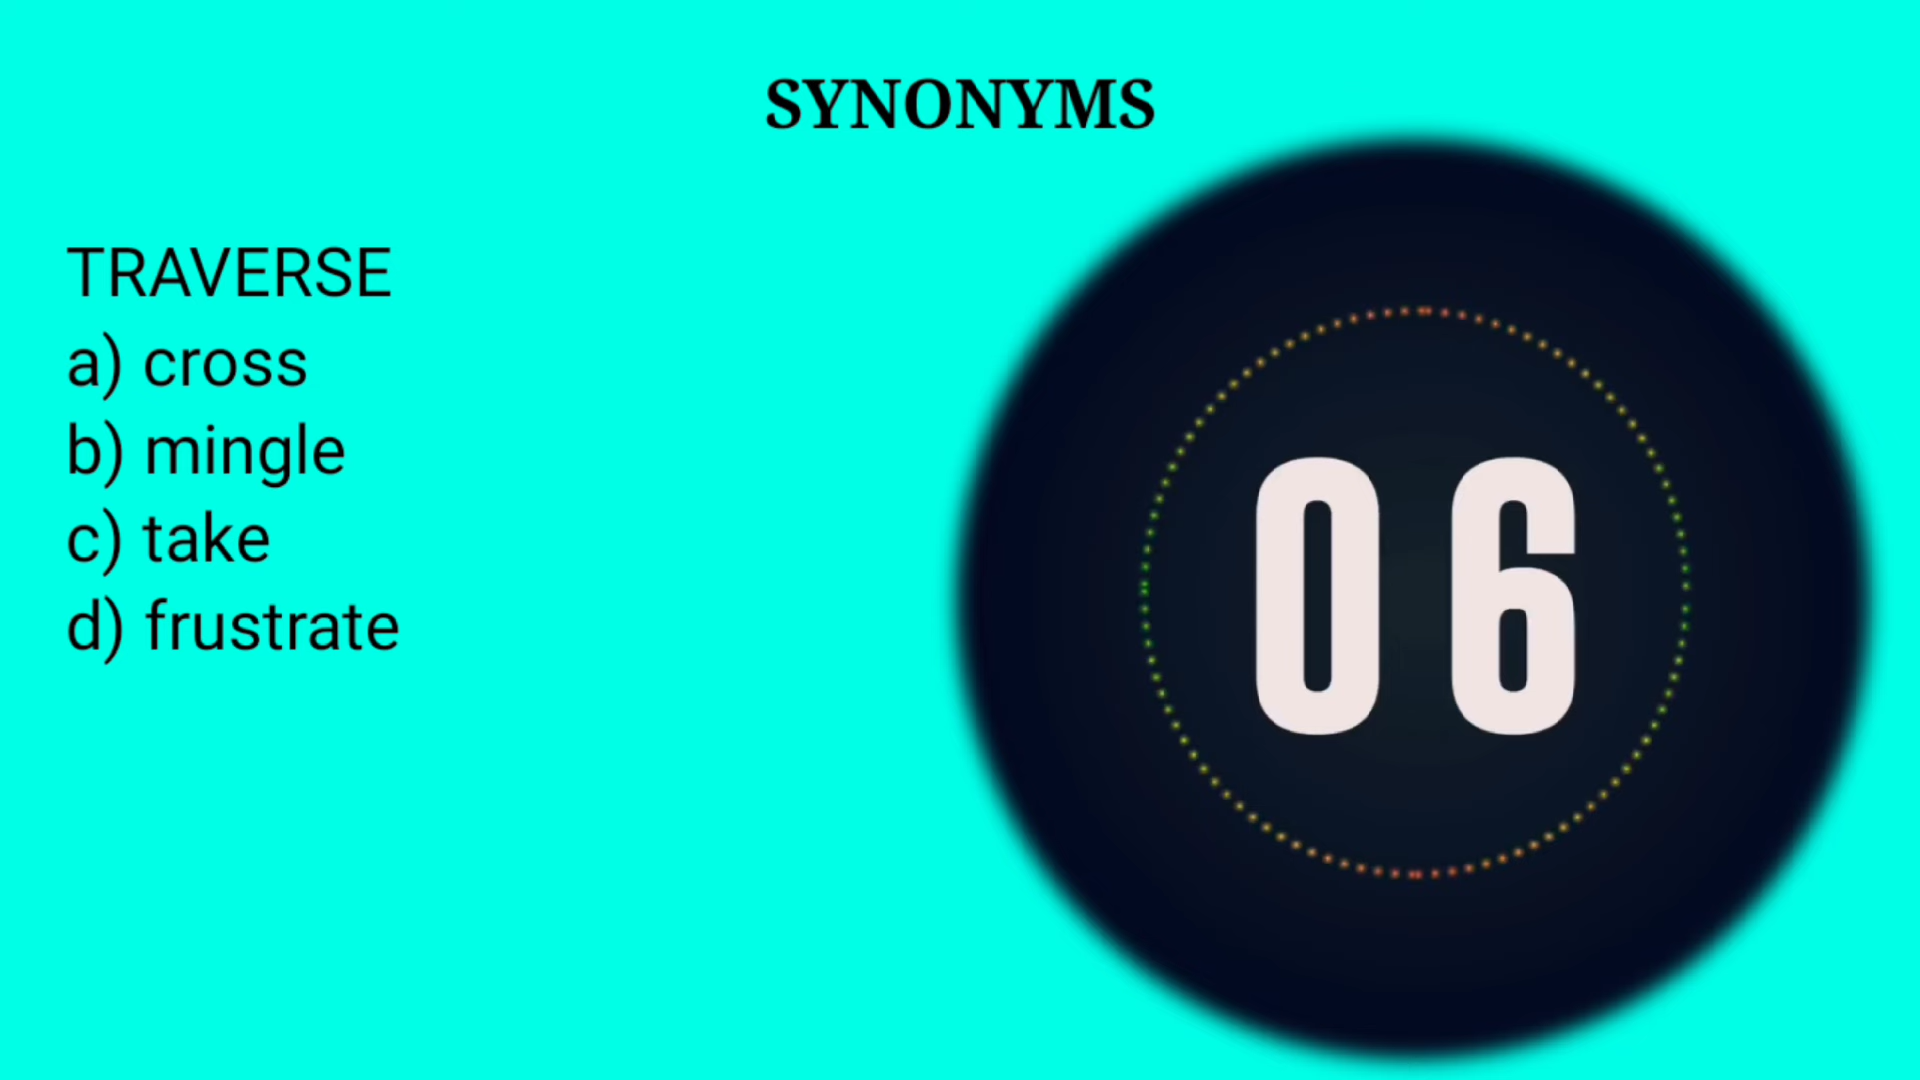 SYNONYMS
TRAVERSE
a) cross
b) mingle
c) take
d) frustrate
06